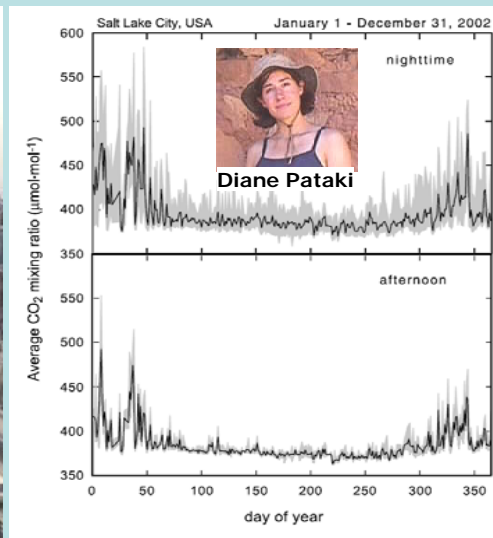 Salt Lake City, USA January 1 - December 31, 2002
600
nighttime
550
500
450
400
350
Diane Pataki
Average CO2 mixing ratio (μmol·mol-1)
afternoon
550
500
450
400
350
0 50 100 150 200 250 300 350
day of year